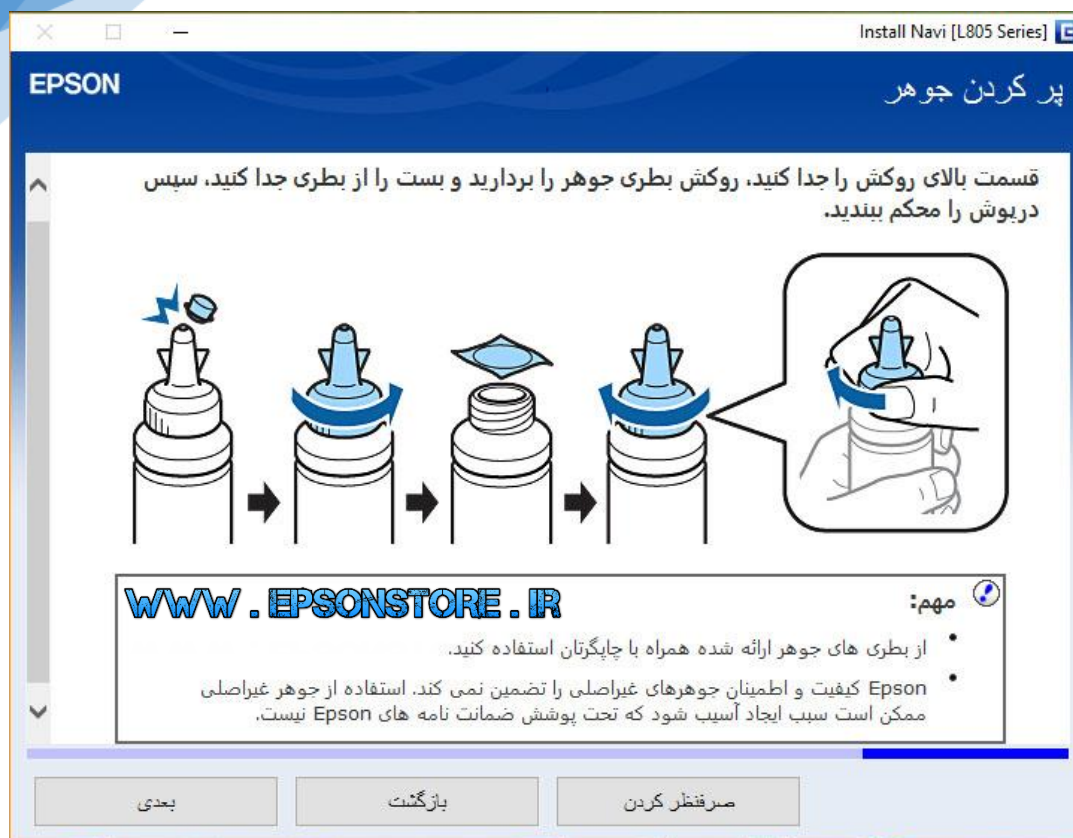 Install Navi [L805 Series]
EPSON
پر کردن جوهر
قسمت بالای روکش را جدا کنید، روکش بطری جوهر را بردارید و بست را از بطری جدا کنید، سپس
درپوش را محکم ببندید.
WWW.EPSONSTORE.IR
مهم:
• از بطری های جوهر ارائه شده همراه با چاپگرتان استفاده کنید.
• Epson کیفیت و اطمینان جوهرهای غیراصلی را تضمین نمی کند. استفاده از جوهر غیراصلی
ممکن است سبب ایجاد آسیب شود که تحت پوشش ضمانت نامه های Epson نیست.
صرفنظر کردن
بازگشت
بعدی